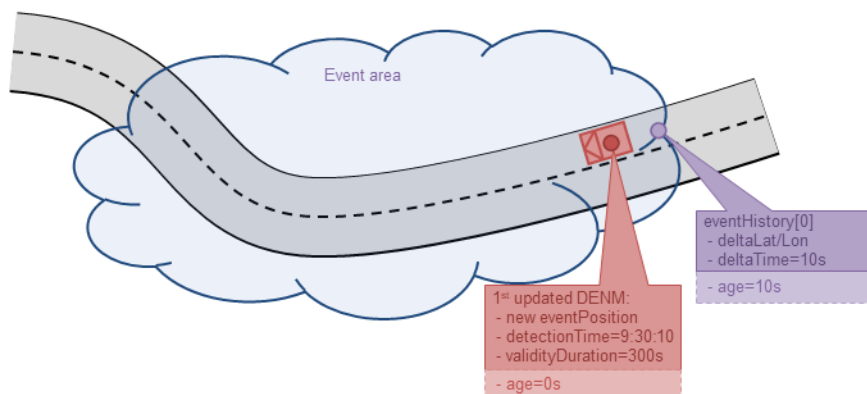 Event area
eventHistory[0]
- deltaLat/Lon
- deltaTime=10s
- age=10s
1st updated DENM:
- new eventPosition
- detectionTime=9:30:10
- validityDuration=300s
- age=0s